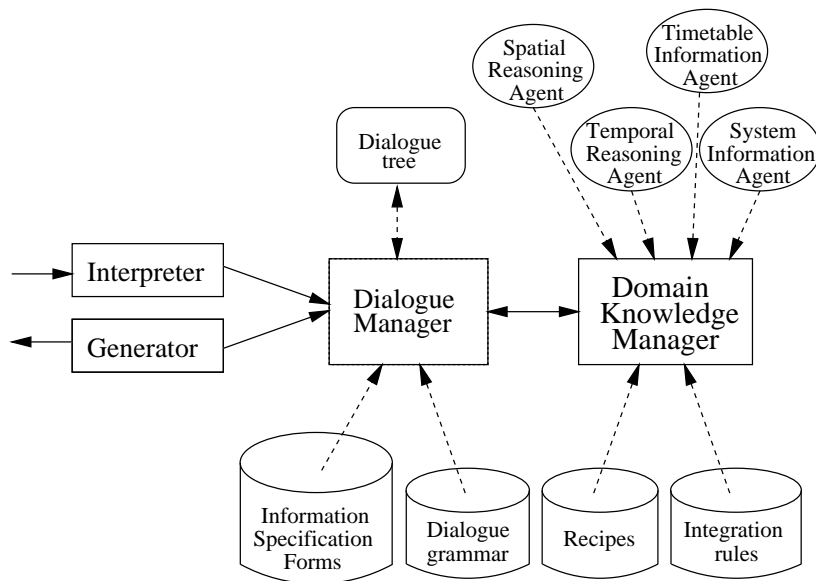 Spatial
Reasoning
Agent
Timetable
Information
Agent
Temporal
Reasoning
Agent
System
Information
Agent
Dialogue
tree
Interpreter
Generator
Dialogue
Manager
Domain
Knowledge
Manager
Information
Specification
Forms
Dialogue
grammar
Recipes
Integration
rules